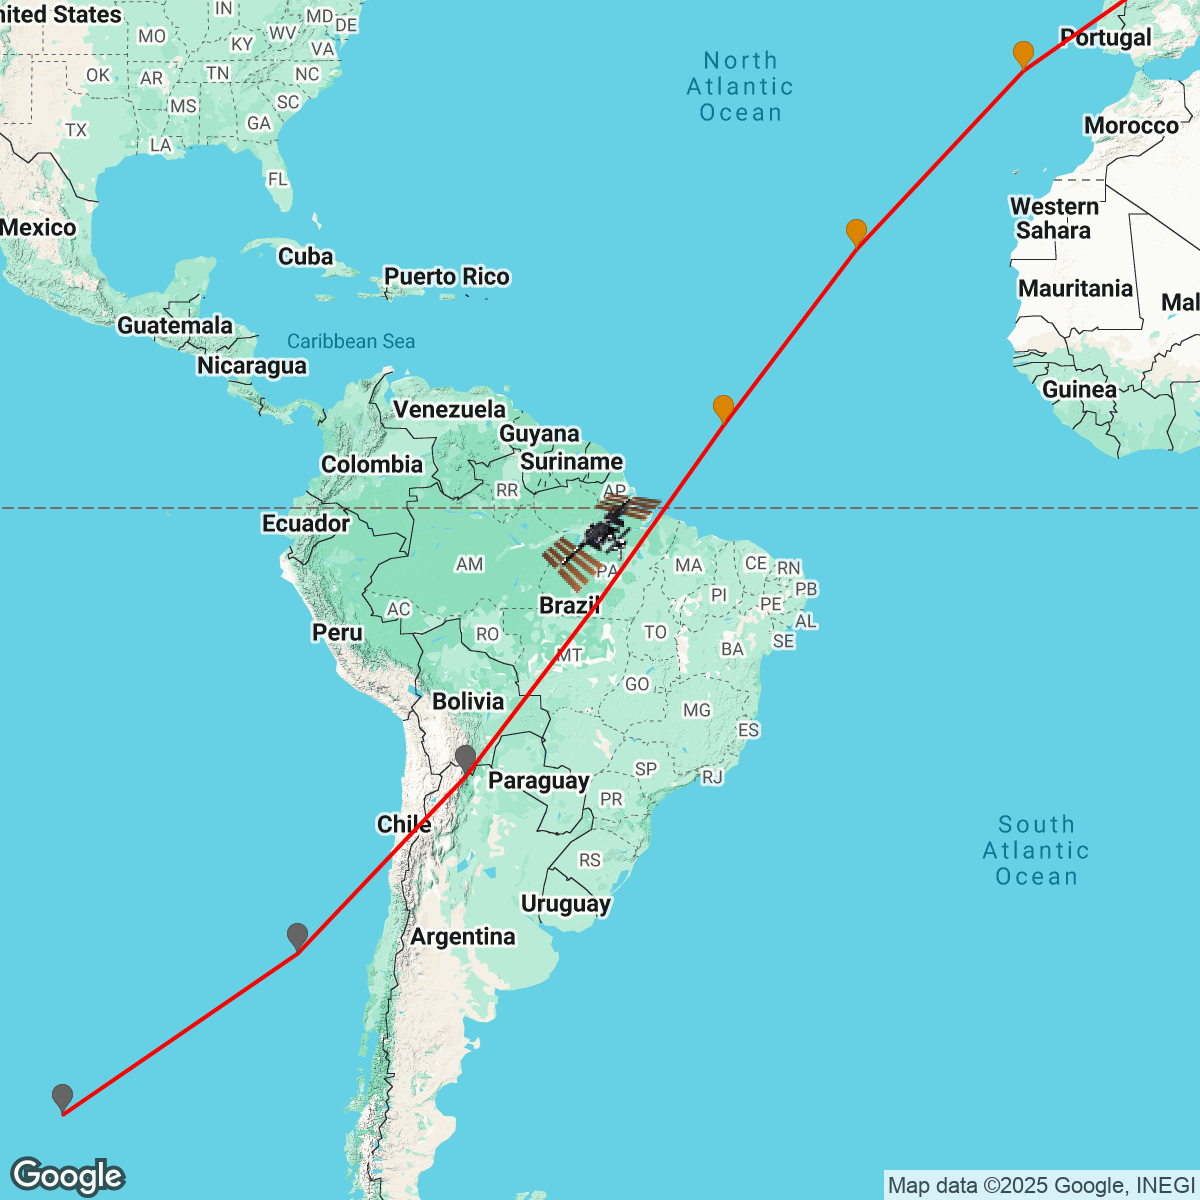 nited States
IN
MD
DE
MO
WV
KY
VA
OK
AR
TN
NC
MS
SC
GA
TX
LA
FL
North
Atlantic
Ocean
Portugal
Morocco
Western
Sahara
Mexico
Cuba
Puerto Rico
Mauritania
Mal
Guatemala
Caribbean Sea
Nicaragua
Guinea
Venezuela
Guyana
Suriname
Colombia
RR
AP
Ecuador
AM
PA
MA
CE
RN
PI
PB
PE
AL
AC
Brazil
Peru
RO
TO
SE
BA
MT
GO
Bolivia
MG
ES
SP
RJ
Paraguay
PR
Chile
RS
South
Atlantic
Ocean
Uruguay
Argentina
Google
Map data ©2025 Google, INEGI